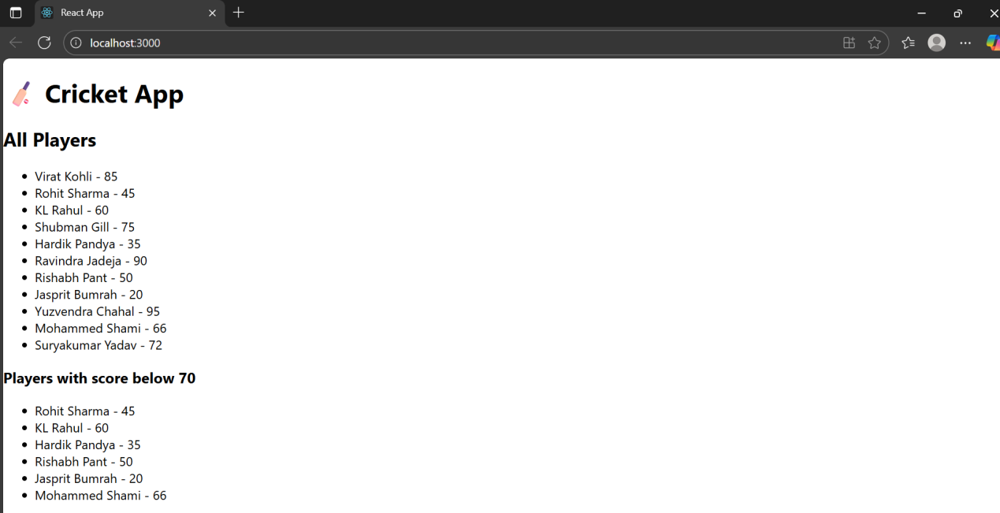 React App
localhost:3000
Cricket App
All Players
Virat Kohli - 85
Rohit Sharma - 45
KL Rahul - 60
Shubman Gill - 75
Hardik Pandya - 35
Ravindra Jadeja - 90
Rishabh Pant - 50
Jasprit Bumrah - 20
Yuzvendra Chahal - 95
Mohammed Shami - 66
Suryakumar Yadav - 72
Players with score below 70
Rohit Sharma - 45
KL Rahul - 60
Hardik Pandya - 35
Rishabh Pant - 50
Jasprit Bumrah - 20
Mohammed Shami - 66